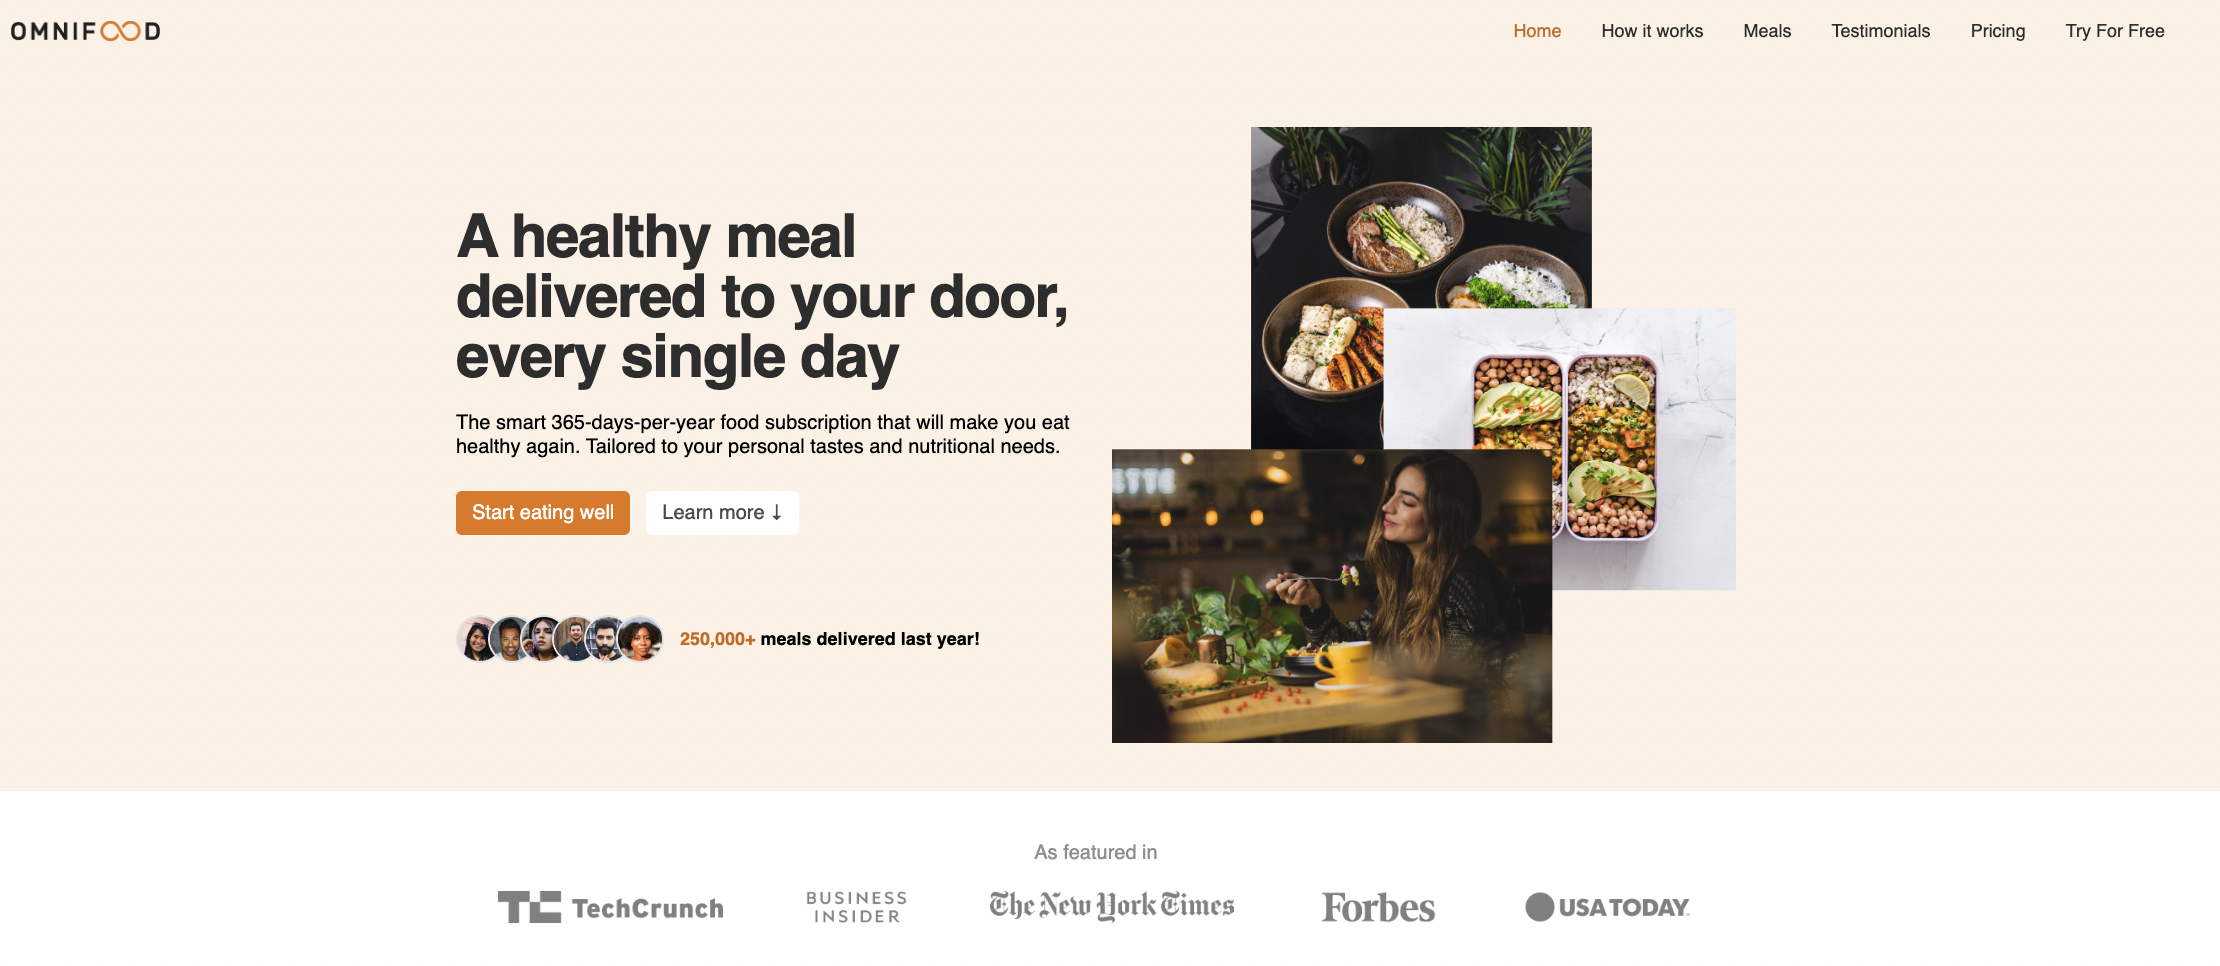 OMNIFOOD
Home How it works Meals Testimonials Pricing Try For Free
A healthy meal
delivered to your door,
every single day
The smart 365-days-per-year food subscription that will make you eat
healthy again. Tailored to your personal tastes and nutritional needs.
Start eating well
Learn more ↓
250,000+ meals delivered last year!
ETTE
As featured in
TC TechCrunch
BUSINESS
INSIDER
The New York Times
Forbes
USA TODAY